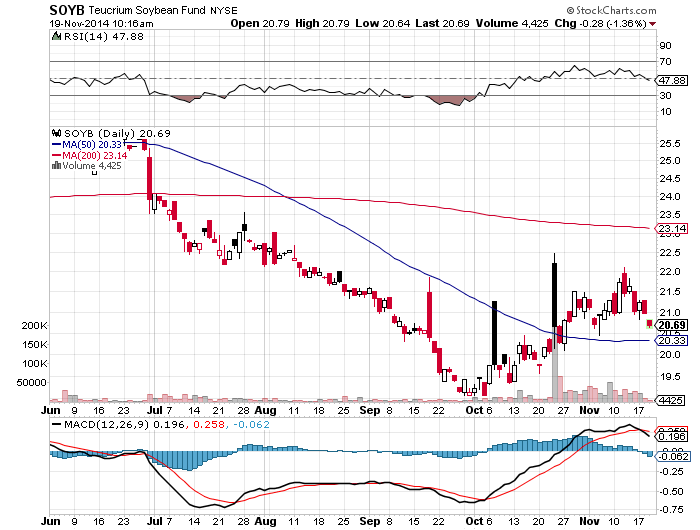 SOYB Teucrium Soybean Fund NYSE © StockCharts.com
19-Nov-2014 10:16am Open 20.79 High 20.79 Low 20.64 Last 20.69 Volume 4,425 Chg -0.28 (-1.36%)
RSI(14) 47.88
90
70
50
47.88
30
10
SOYB (Daily) 20.69
MA(50) 20.33
MA(200) 23.14
Volume 4,425
25.5
25.0
24.5
24.0
23.5
23.14
23.0
22.5
22.0
21.5
21.0
20.69
20.33
20.0
19.5
200K
150K
100K
50000
4425
Jun 9 16 23 Jul 7 14 21 28 Aug 11 18 25 Sep 8 15 22 Oct 6 13 20 27 Nov 10 17
MACD(12,26,9) 0.196, 0.258, -0.062
0.258
0.196
-0.062
-0.25
-0.50
-0.75
Jun 9 16 23 Jul 7 14 21 28 Aug 11 18 25 Sep 8 15 22 Oct 6 13 20 27 Nov 10 17